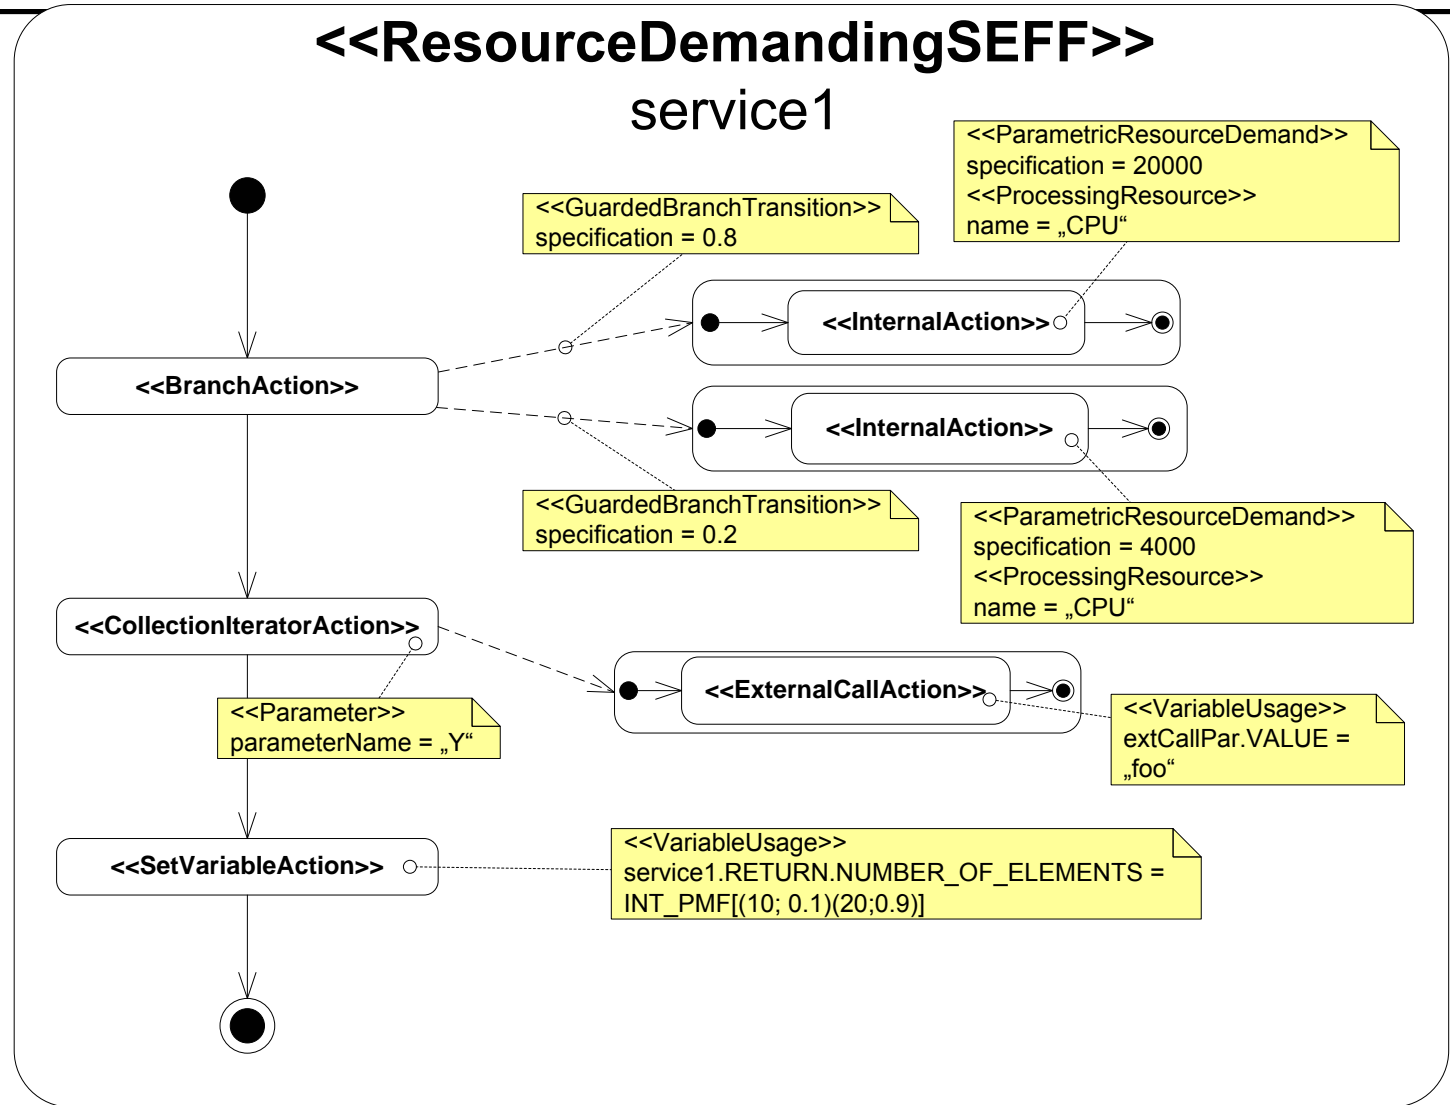 <<ResourceDemandingSEFF>>
service1
<<ParametricResourceDemand>>
specification = 20000
<<ProcessingResource>>
name = „CPU“
<<GuardedBranchTransition>>
specification = 0.8
<<InternalAction>>
<<BranchAction>>
<<InternalAction>>
<<GuardedBranchTransition>>
specification = 0.2
<<ParametricResourceDemand>>
specification = 4000
<<ProcessingResource>>
name = „CPU“
<<CollectionIteratorAction>>
<<ExternalCallAction>>
<<Parameter>>
parameterName = „Y“
<<VariableUsage>>
extCallPar.VALUE =
„foo“
<<SetVariableAction>>
<<VariableUsage>>
service1.RETURN.NUMBER_OF_ELEMENTS =
INT_PMF[(10; 0.1)(20;0.9)]